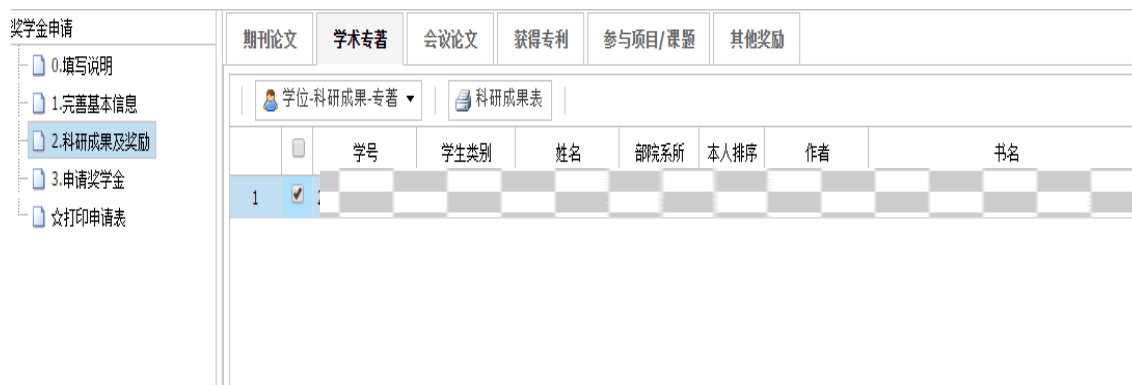 奖学金申请
0.填写说明
1.完善基本信息
2.科研成果及奖励
3.申请奖学金
☆打印申请表
期刊论文 学术专著 会议论文 获得专利 参与项目/课题 其他奖励
学位-科研成果-专著 ▼ 科研成果表
学号 学生类别 姓名 部院系所 本人排序 作者 书名
1